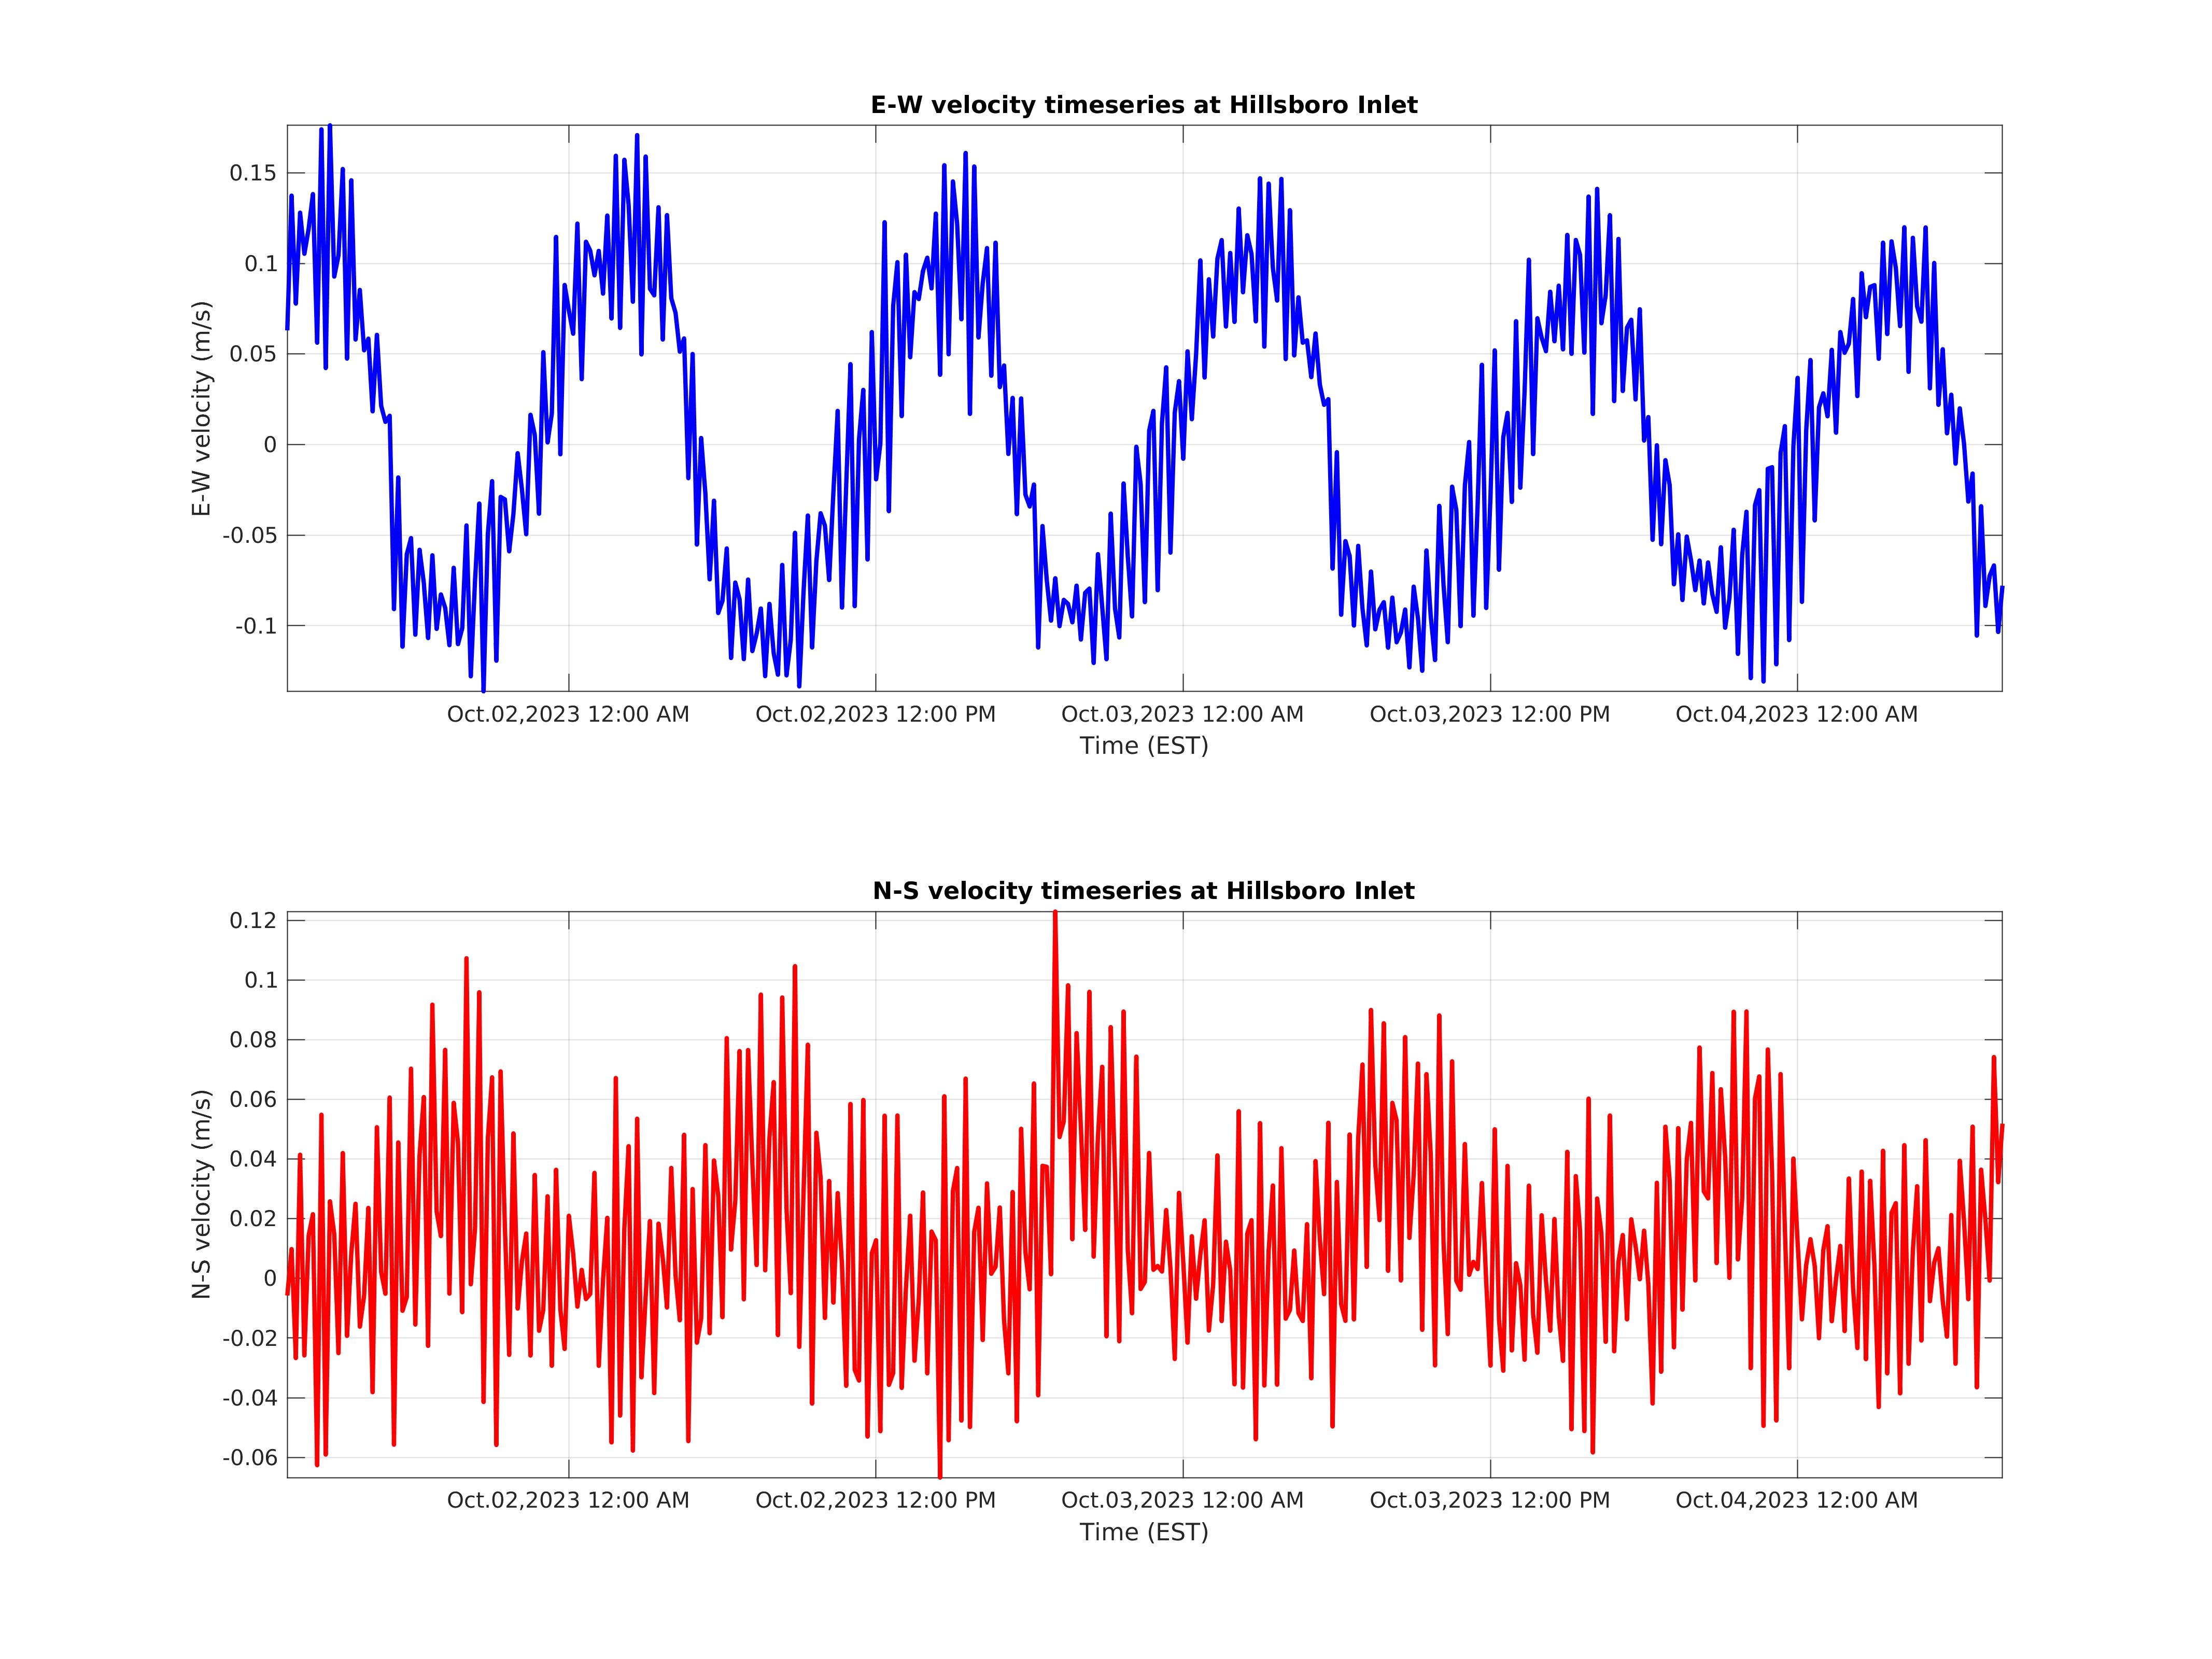 E-W velocity timeseries at Hillsboro Inlet
0.15
0.1
0.05
0
-0.05
-0.1
E-W velocity (m/s)
Oct.02,2023 12:00 AM Oct.02,2023 12:00 PM Oct.03,2023 12:00 AM Oct.03,2023 12:00 PM Oct.04,2023 12:00 AM
Time (EST)
N-S velocity timeseries at Hillsboro Inlet
0.12
0.1
0.08
0.06
0.04
0.02
0
-0.02
-0.04
-0.06
N-S velocity (m/s)
Oct.02,2023 12:00 AM Oct.02,2023 12:00 PM Oct.03,2023 12:00 AM Oct.03,2023 12:00 PM Oct.04,2023 12:00 AM
Time (EST)